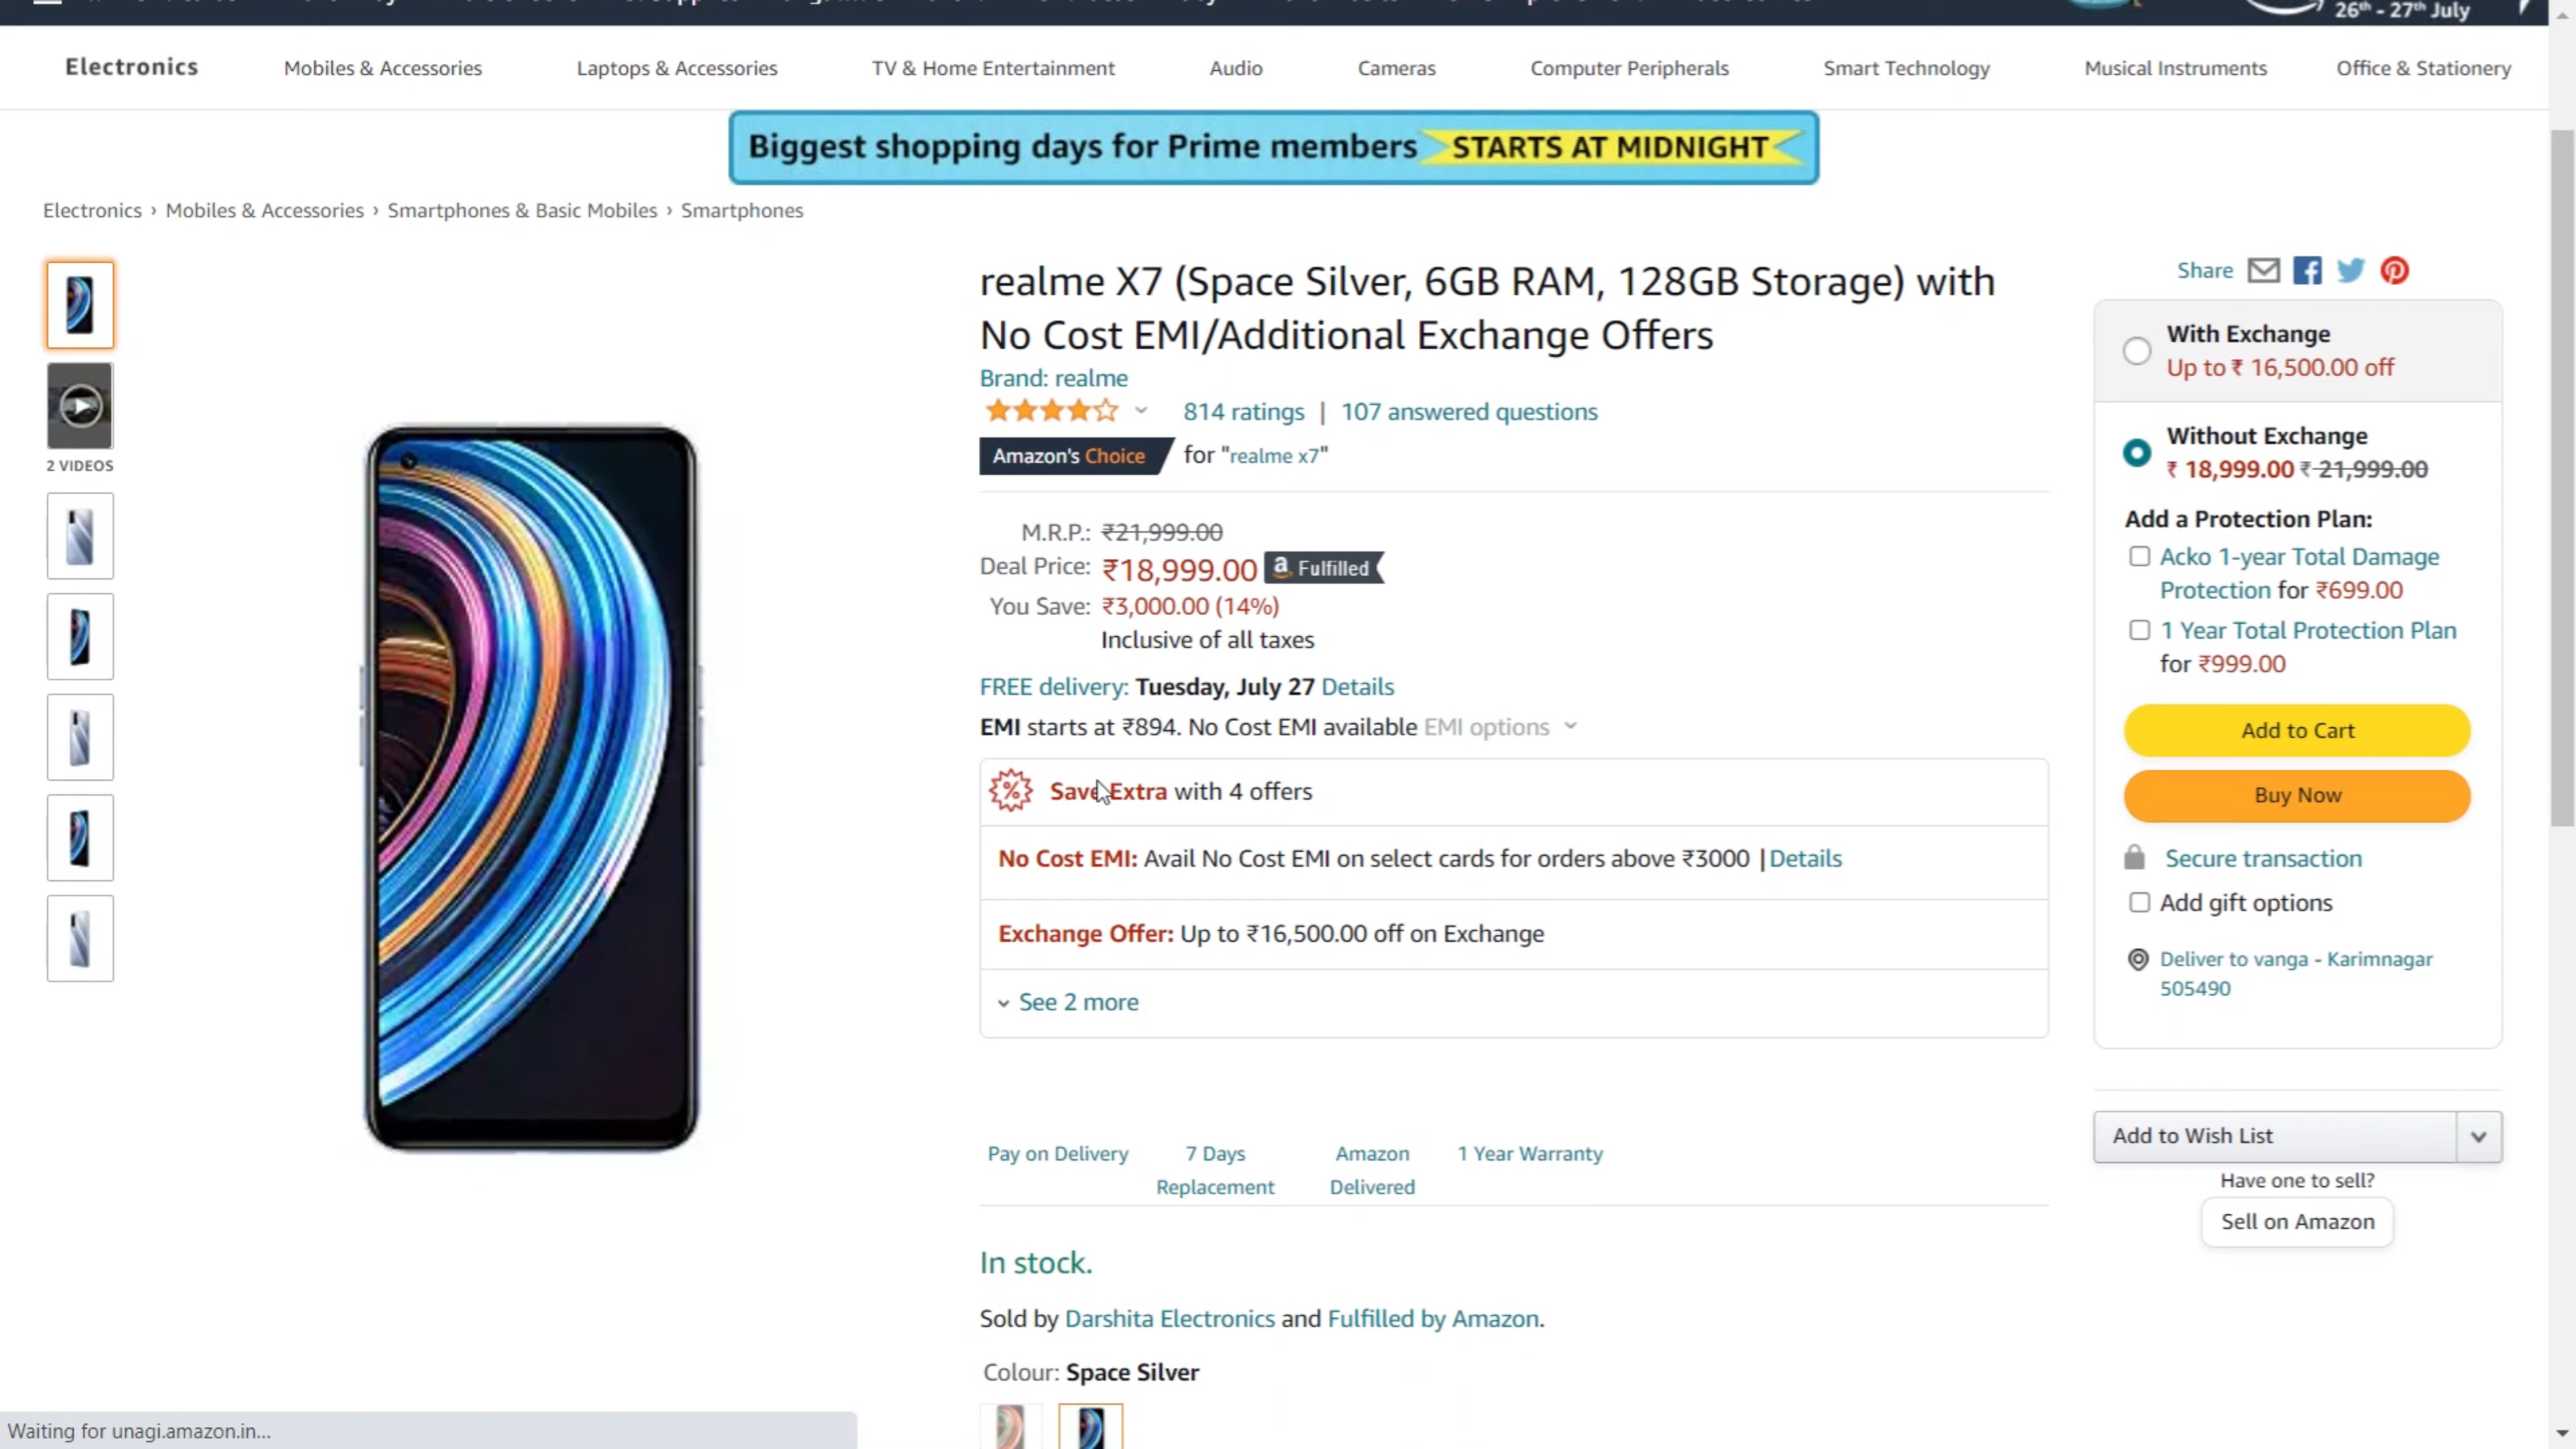 26th - 27th July
Electronics
Mobiles & Accessories
Laptops & Accessories
TV & Home Entertainment
Audio
Cameras
Computer Peripherals
Smart Technology
Musical Instruments
Office & Stationery
Biggest shopping days for Prime members STARTS AT MIDNIGHT
Electronics › Mobiles & Accessories › Smartphones & Basic Mobiles › Smartphones
2 VIDEOS
realme X7 (Space Silver, 6GB RAM, 128GB Storage) with
No Cost EMI/Additional Exchange Offers
Brand: realme
814 ratings | 107 answered questions
Amazon's Choice for "realme x7"
M.R.P.: ₹21,999.00
Deal Price: ₹18,999.00 a Fulfilled
You Save: ₹3,000.00 (14%)
Inclusive of all taxes
FREE delivery: Tuesday, July 27 Details
EMI starts at ₹894. No Cost EMI available EMI options
Save Extra with 4 offers
No Cost EMI: Avail No Cost EMI on select cards for orders above ₹3000 | Details
Exchange Offer: Up to ₹16,500.00 off on Exchange
See 2 more
Pay on Delivery
7 Days
Replacement
Amazon
Delivered
1 Year Warranty
In stock.
Sold by Darshita Electronics and Fulfilled by Amazon.
Colour: Space Silver
Share
With Exchange
Up to ₹ 16,500.00 off
Without Exchange
₹ 18,999.00 ₹ 21,999.00
Add a Protection Plan:
Acko 1-year Total Damage
Protection for ₹699.00
1 Year Total Protection Plan
for ₹999.00
Add to Cart
Buy Now
Secure transaction
Add gift options
Deliver to vanga - Karimnagar
505490
Add to Wish List
Have one to sell?
Sell on Amazon
Waiting for unagi.amazon.in...